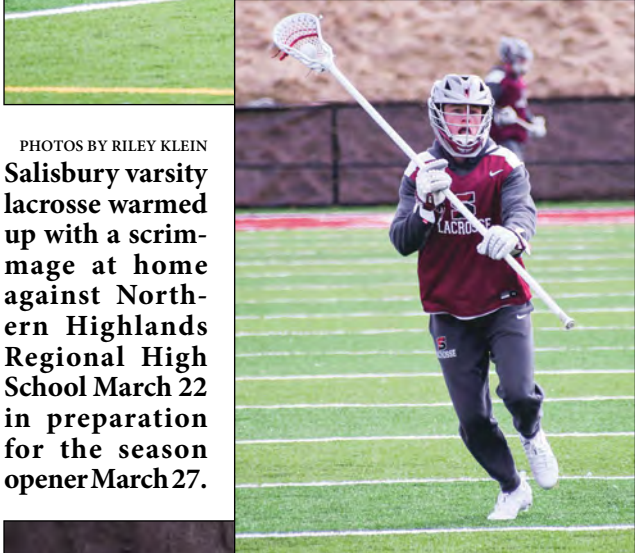 PHOTOS BY RILEY KLEIN
Salisbury varsity
lacrosse warmed
up with a scrim-
mage at home
against North-
ern Highlands
Regional High
School March 22
in preparation
for the season
opener March 27.
S
LACROSSE
S
LACROSSE